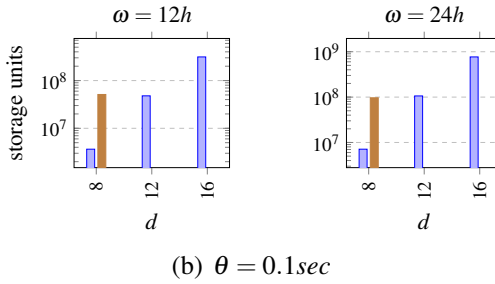 ω = 12h
ω = 24h
storage units
10^8
10^7
8
12
16
d
10^9
10^8
10^7
8
12
16
d
(b) θ = 0.1sec